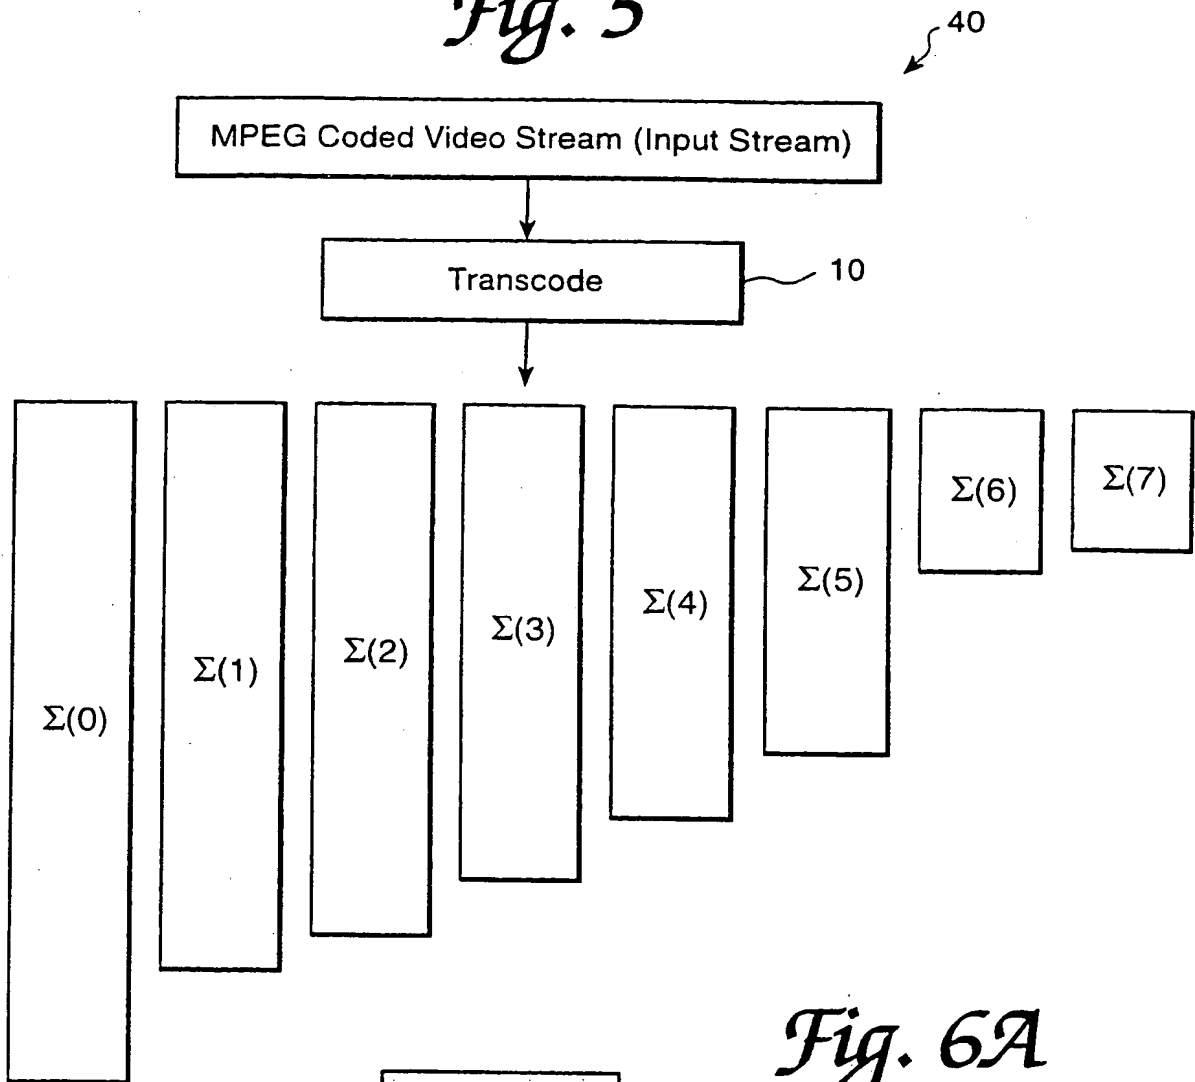 Fig. 5
40
MPEG Coded Video Stream (Input Stream)
Transcode
10
Σ(0)
Σ(1)
Σ(2)
Σ(3)
Σ(4)
Σ(5)
Σ(6)
Σ(7)
Fig. 6A